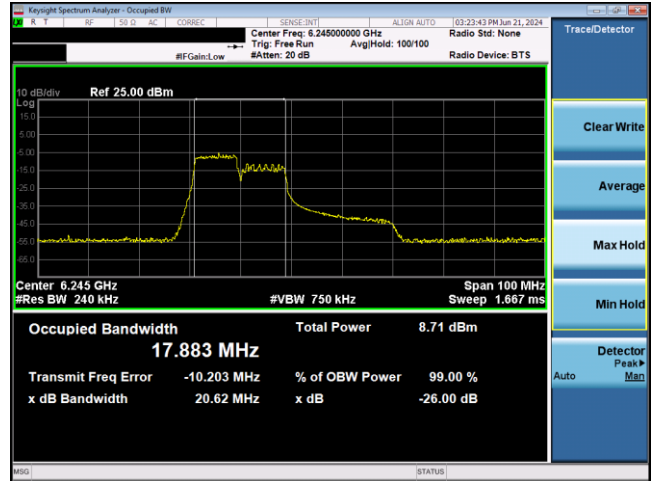 Keysight Spectrum Analyzer - Occupied BW
LXI R T RF 50 Ω AC CORREC SENSE:INT ALIGN AUTO 03:23:43 PM Jun 21, 2024
Center Freq: 6.245000000 GHz Radio Std: None
Trig: Free Run Avg|Hold: 100/100
#IFGain:Low #Atten: 20 dB Radio Device: BTS
Trace/Detector
10 dB/div Ref 25.00 dBm
Log
15.0
5.00
-5.00
-15.0
-25.0
-35.0
-45.0
-55.0
-65.0
Center 6.245 GHz Span 100 MHz
#Res BW 240 kHz #VBW 750 kHz Sweep 1.667 ms
Occupied Bandwidth Total Power 8.71 dBm
17.883 MHz
Transmit Freq Error -10.203 MHz % of OBW Power 99.00 %
x dB Bandwidth 20.62 MHz x dB -26.00 dB
Clear Write
Average
Max Hold
Min Hold
Detector
Peak▶
Auto Man
MSG STATUS